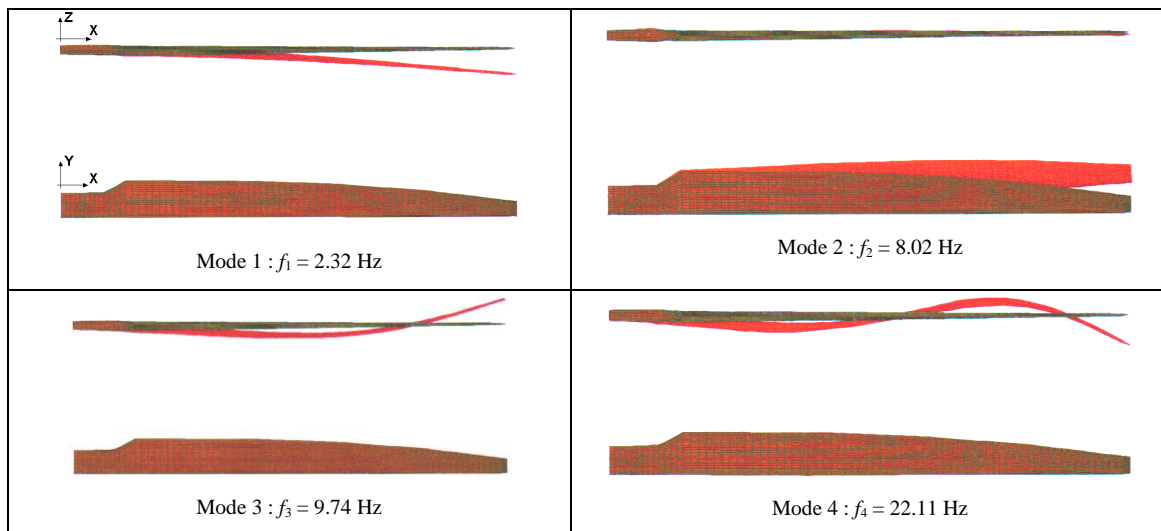 Z
X
Y
X
Mode 1 : f₁ = 2.32 Hz
Mode 2 : f₂ = 8.02 Hz
Mode 3 : f₃ = 9.74 Hz
Mode 4 : f₄ = 22.11 Hz